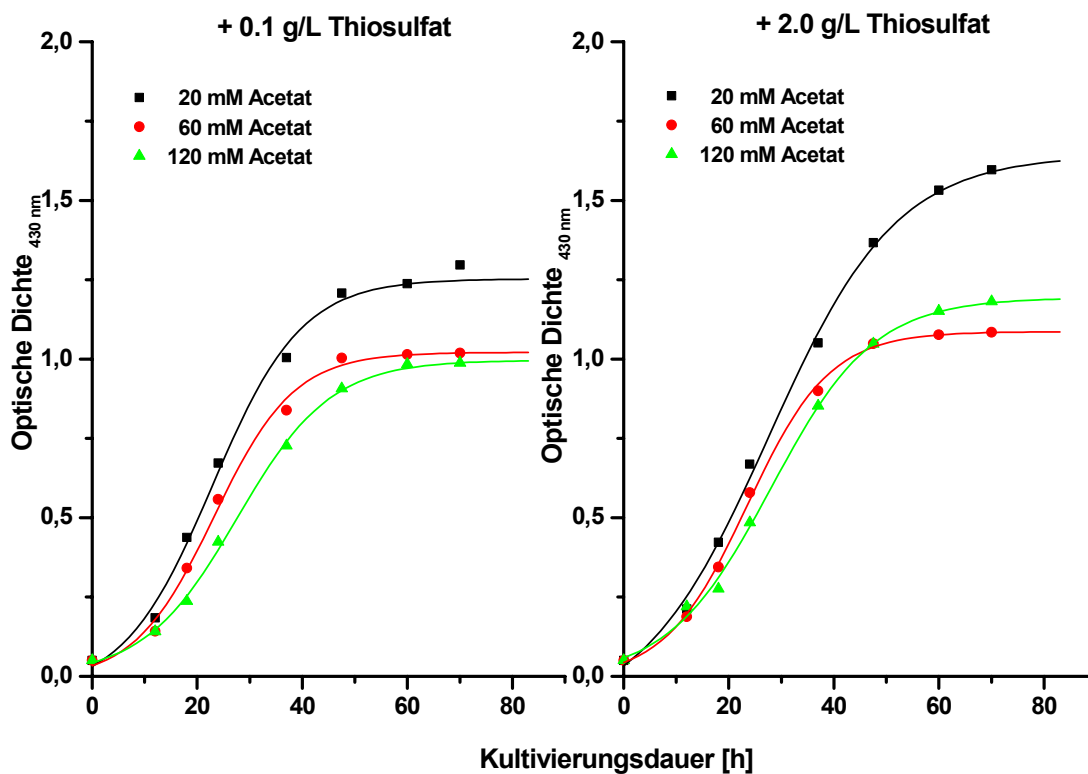 + 0.1 g/L Thiosulfat
20 mM Acetat
60 mM Acetat
120 mM Acetat
Optische Dichte 430 nm
2,0
1,5
1,0
0,5
0,0
0 20 40 60 80
+ 2.0 g/L Thiosulfat
20 mM Acetat
60 mM Acetat
120 mM Acetat
Optische Dichte 430 nm
2,0
1,5
1,0
0,5
0,0
0 20 40 60 80
Kultivierungsdauer [h]